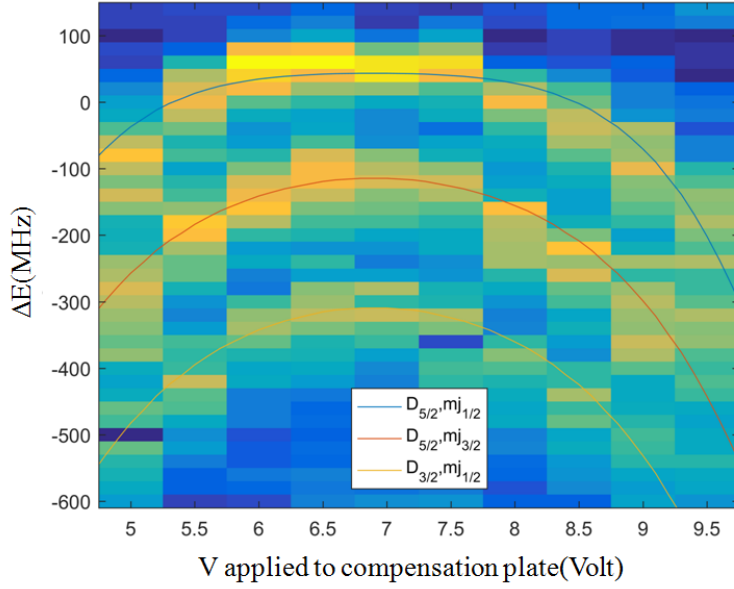 ΔE(MHz)
100
0
-100
-200
-300
-400
-500
-600
D5/2,mj1/2
D5/2,mj3/2
D3/2,mj1/2
5 5.5 6 6.5 7 7.5 8 8.5 9 9.5
V applied to compensation plate(Volt)